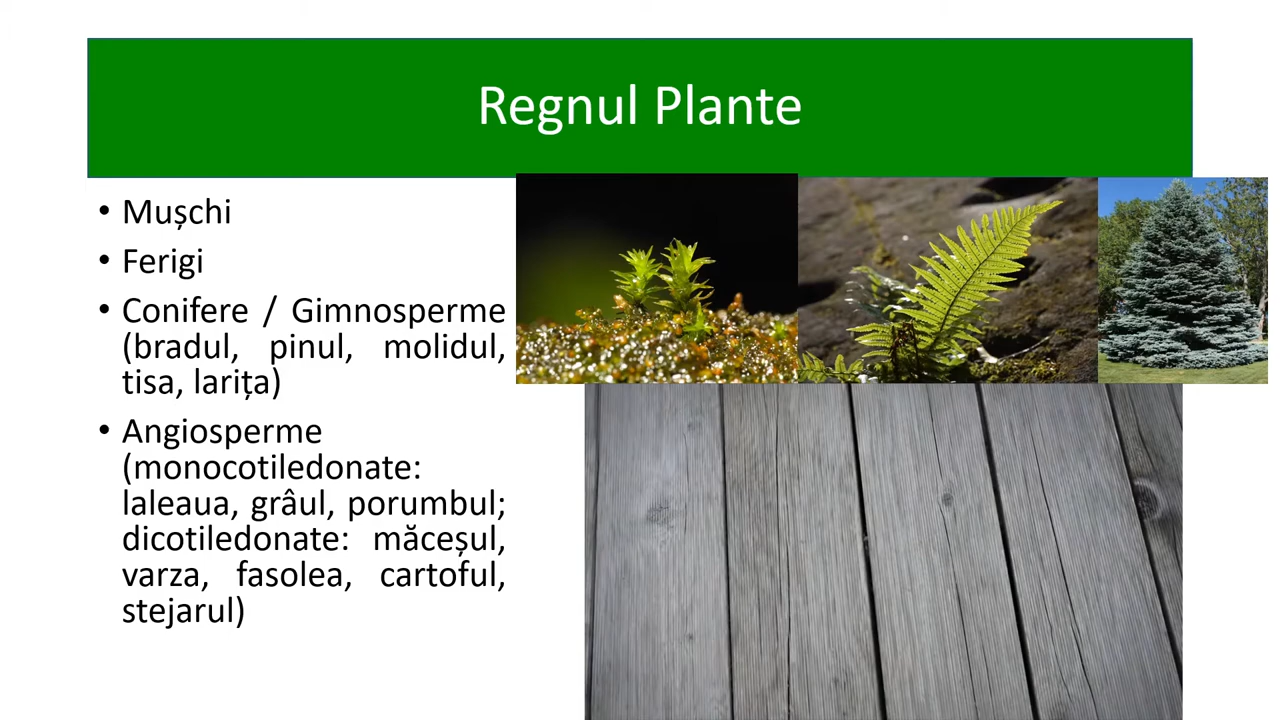 Regnul Plante
• Mușchi
• Ferigi
• Conifere / Gimnosperme
(bradul, pinul, molidul,
tisa, larița)
• Angiosperme
(monocotiledonate:
laleaua, grâul, porumbul;
dicotiledonate: măceșul,
varza, fasolea, cartoful,
stejarul)